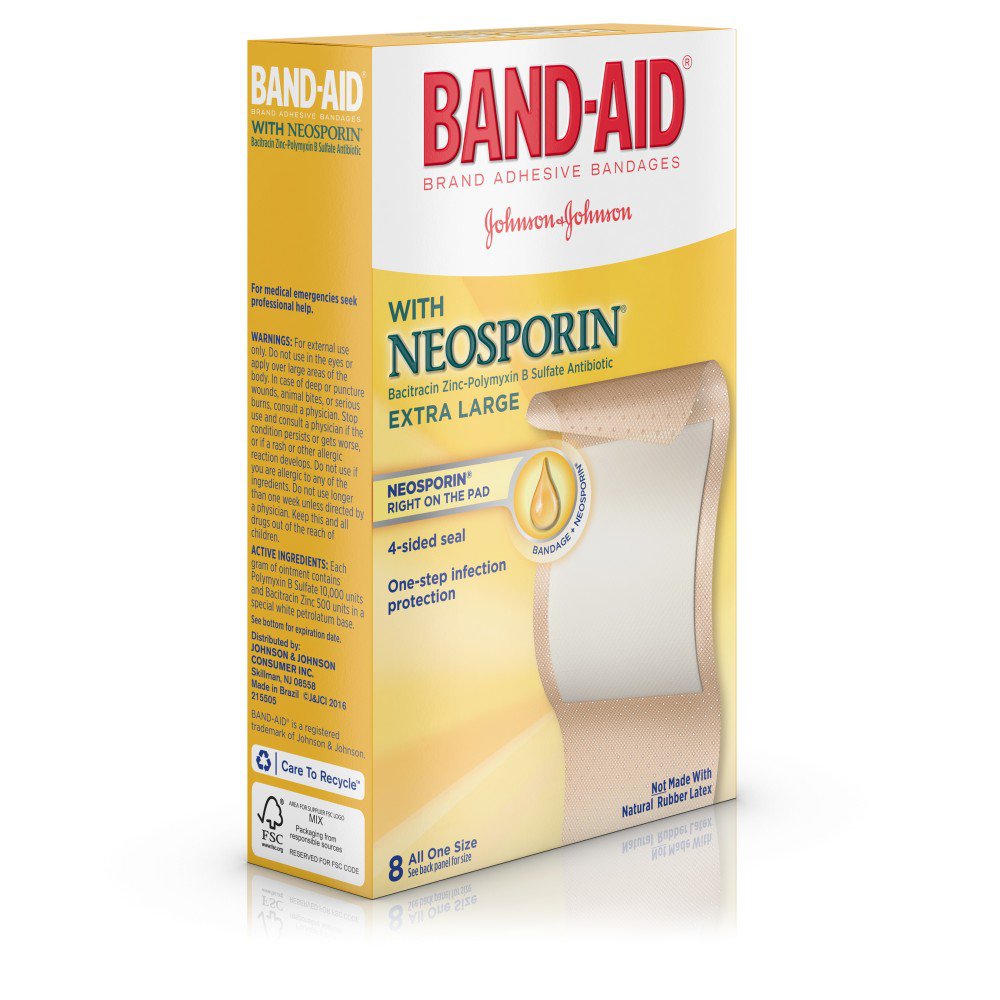 BAND-AID®
BRAND ADHESIVE BANDAGES
Johnson & Johnson
WITH
NEOSPORIN®
Bacitracin Zinc-Polymyxin B Sulfate Antibiotic
EXTRA LARGE
NEOSPORIN®
RIGHT ON THE PAD
BANDAGE + NEOSPORIN®
4-sided seal
One-step infection
protection
Not Made With
Natural Rubber Latex
8 All One Size
See back panel for size
BAND-AID®
BRAND ADHESIVE BANDAGES
WITH NEOSPORIN®
Bacitracin Zinc-Polymyxin B Sulfate Antibiotic
For medical emergencies seek
professional help.
WARNINGS: For external use
only. Do not use in the eyes or
apply over large areas of the
body. In case of deep or puncture
wounds, animal bites, or serious
burns, consult a physician. Stop
use and consult a physician if the
condition persists or gets worse,
or if a rash or other allergic
reaction develops. Do not use if
you are allergic to any of the
ingredients. Do not use longer
than one week unless directed by
a physician. Keep this and all
drugs out of the reach of
children.
ACTIVE INGREDIENTS: Each
gram of ointment contains
Polymyxin B Sulfate 10,000 units
and Bacitracin Zinc 500 units in a
special white petrolatum base.
See bottom for expiration date.
Distributed by:
JOHNSON & JOHNSON
CONSUMER INC.
Skillman, NJ 08558
Made in Brazil ©J&JCI 2016
215505
BAND-AID® is a registered
trademark of Johnson & Johnson.
Care To Recycle™
FSC
www.fsc.org
AREA FOR SUPPLIER FSC LOGO
MIX
Packaging from
responsible sources
RESERVED FOR FSC CODE